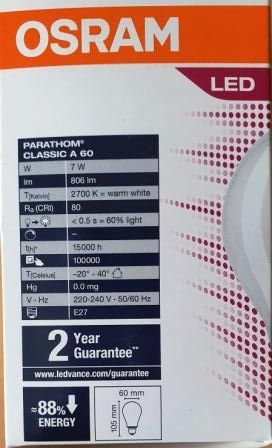 OSRAM
LED
PARATHOM®
CLASSIC A 60
W 7 W
lm 806 lm
T[Kelvin] 2700 K = warm white
Ra (CRI) 80
< 0.5 s = 60% light
–
t[h]* 15000 h
100000
T[Celsius] –20° - 40°
Hg 0.0 mg
V - Hz 220-240 V - 50/60 Hz
E27
2 Year
Guarantee**
www.ledvance.com/guarantee
≈88%
ENERGY
60 mm
105 mm